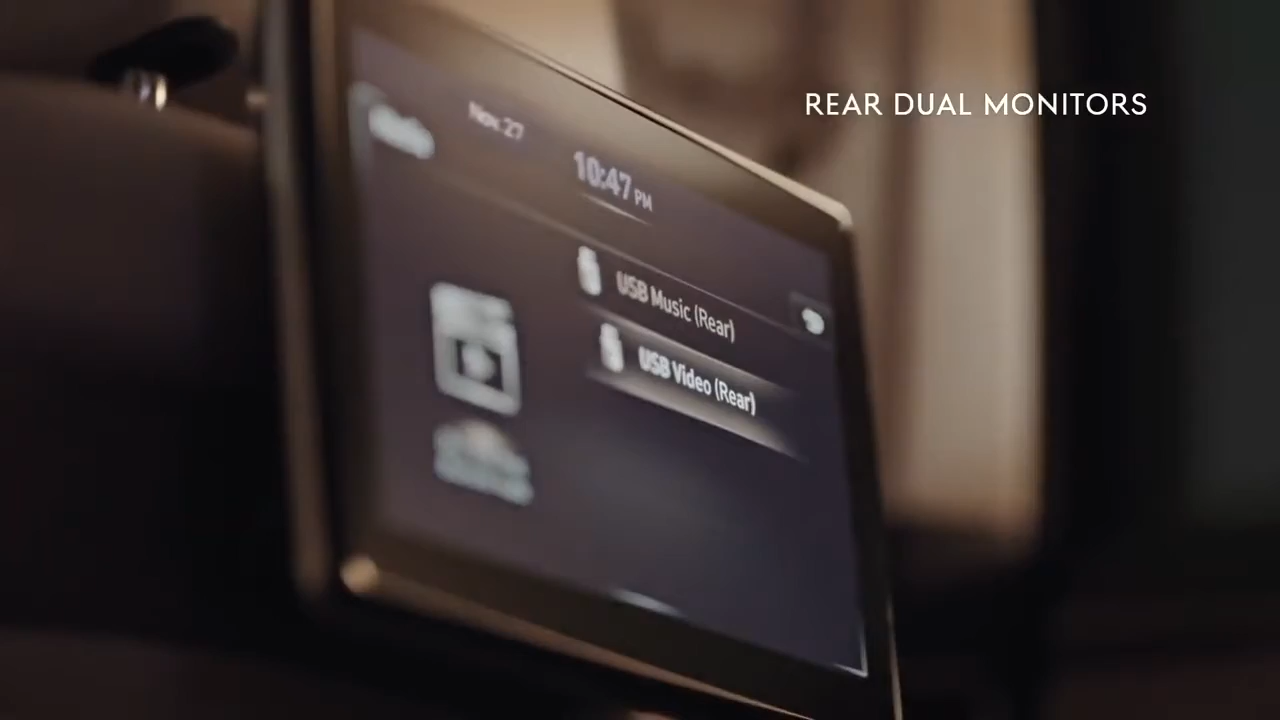 REAR DUAL MONITORS
Nov. 27
10:47 PM
USB Music (Rear)
USB Video (Rear)